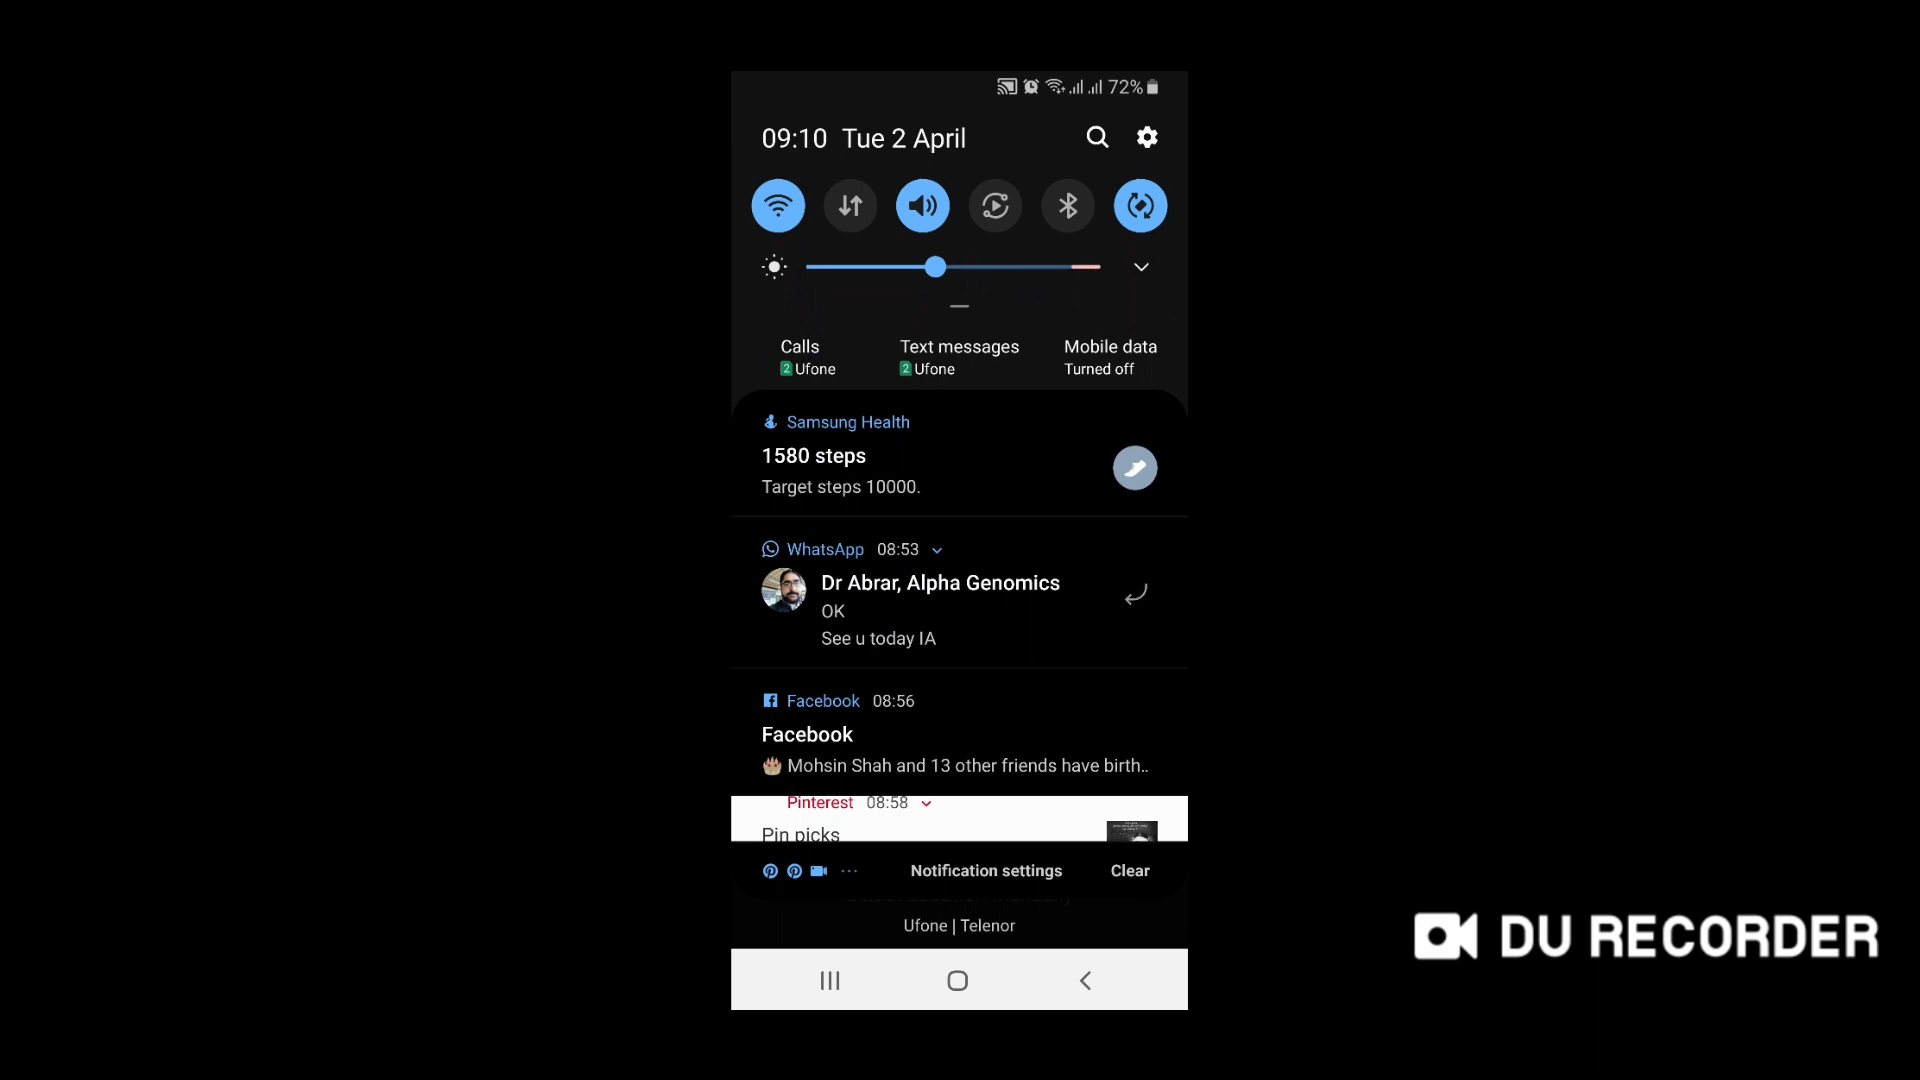 72%
09:10 Tue 2 April
Calls Text messages Mobile data
2 Ufone 2 Ufone Turned off
Samsung Health
1580 steps
Target steps 10000.
WhatsApp 08:53
Dr Abrar, Alpha Genomics
OK
See u today IA
Facebook 08:56
Facebook
Mohsin Shah and 13 other friends have birth..
Pinterest 08:58
Pin picks
Notification settings Clear
Ufone | Telenor
DU RECORDER